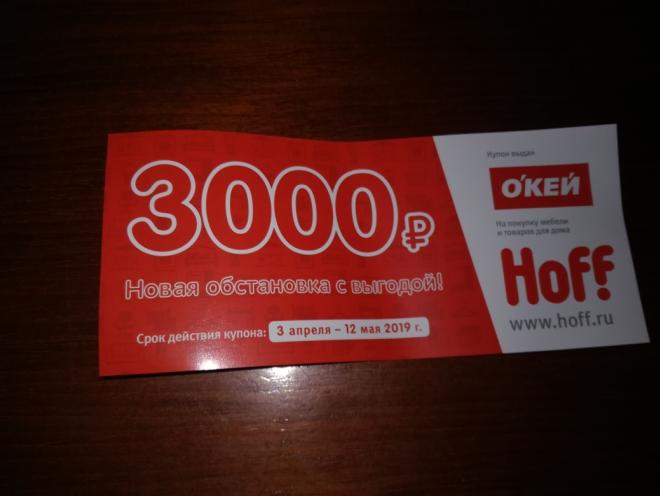 3000₽
Новая обстановка с выгодой!
Срок действия купона: 3 апреля – 12 мая 2019 г.
Купон выдан
О'КЕЙ
На покупку мебели
и товаров для дома
Hoff
www.hoff.ru